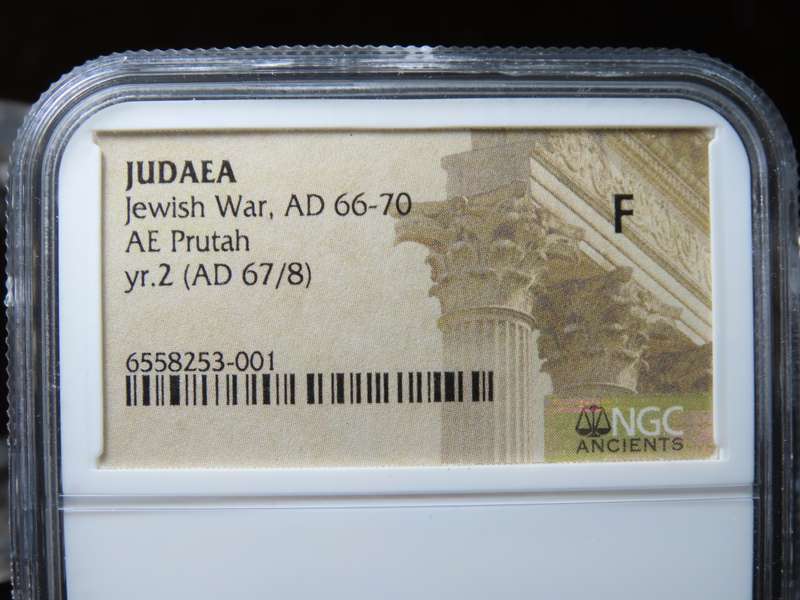 JUDAEA
Jewish War, AD 66-70
AE Prutah
yr.2 (AD 67/8)
F
6558253-001
NGC
ANCIENTS